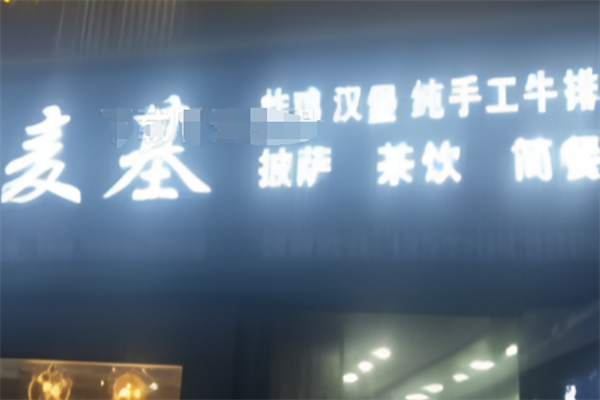 麦基
炸鸡 汉堡 纯手工牛排
披萨 茶饮 简餐